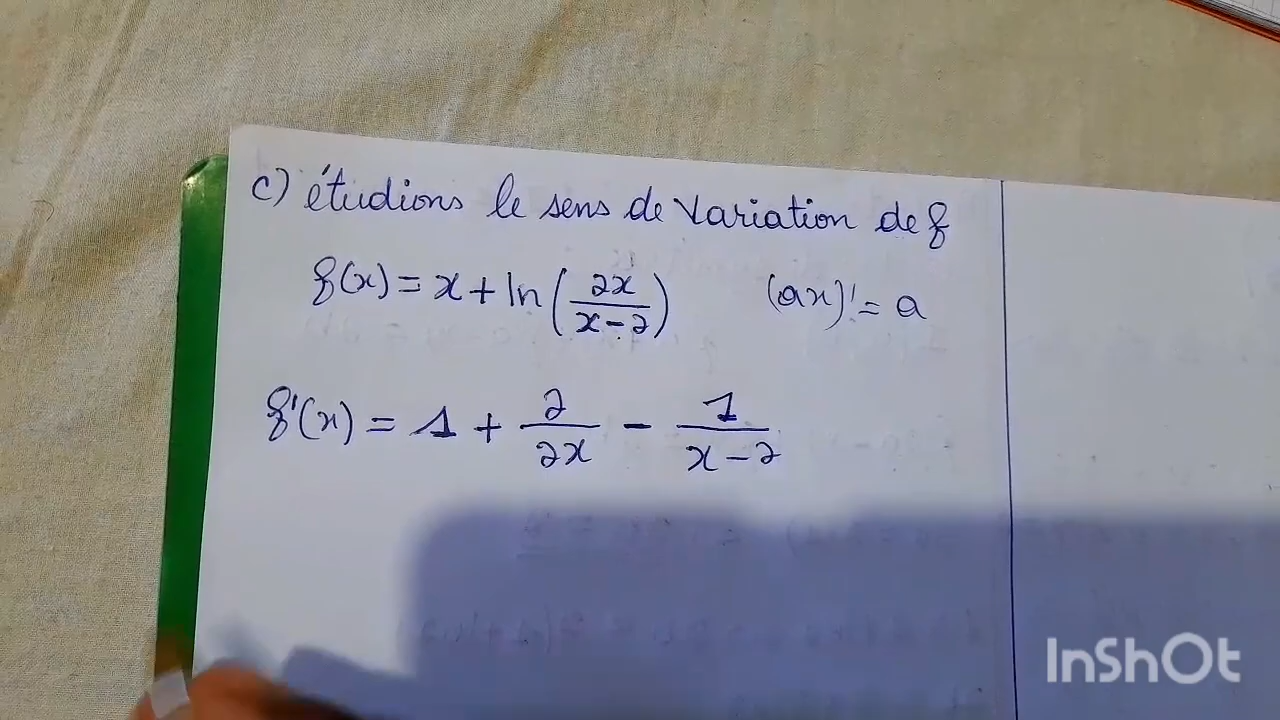 c) étudions le sens de variation de f
f(x) = x + ln(2x/(x-2))    (ax)' = a
f'(x) = 1 + 2/2x - 1/(x-2)
InShOt